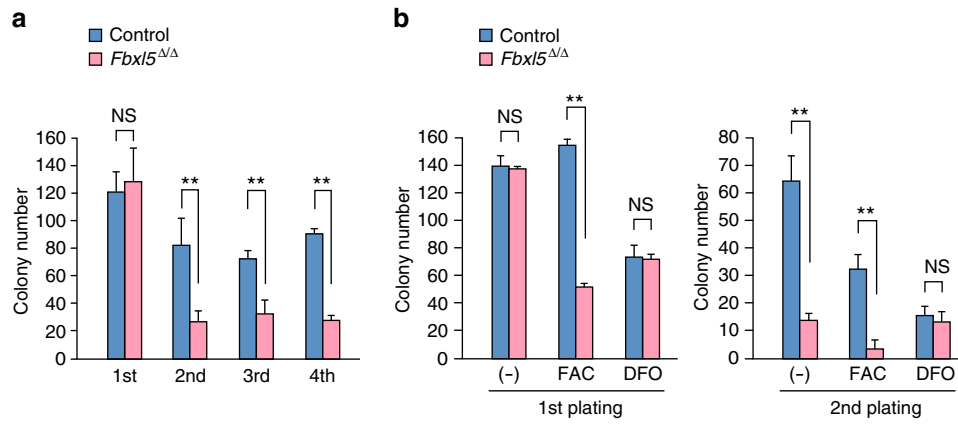 a
Control
Fbxl5Δ/Δ
Colony number
160
140
120
100
80
60
40
20
0
NS
**
**
**
1st 2nd 3rd 4th
b
Control
Fbxl5Δ/Δ
Colony number
160
140
120
100
80
60
40
20
0
NS
**
NS
(–) FAC DFO
1st plating
Colony number
80
70
60
50
40
30
20
10
0
**
**
NS
(–) FAC DFO
2nd plating